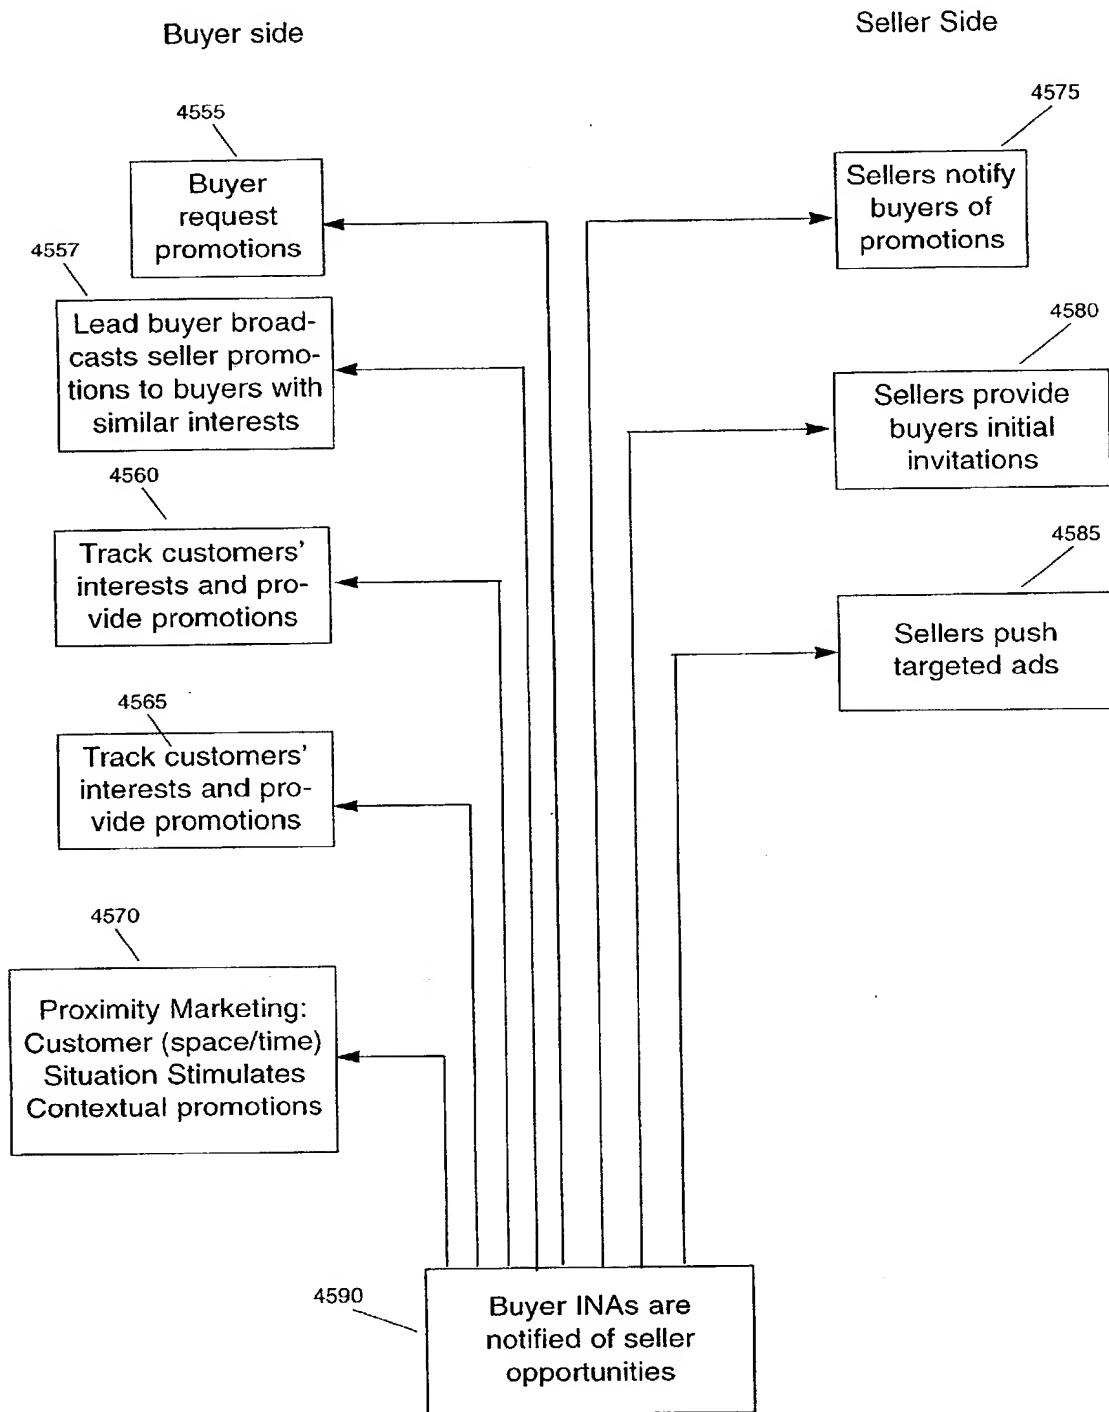 Buyer side
Seller Side
4555
Buyer
request
promotions
4557
Lead buyer broad-
casts seller promo-
tions to buyers with
similar interests
4560
Track customers'
interests and pro-
vide promotions
4565
Track customers'
interests and pro-
vide promotions
4570
Proximity Marketing:
Customer (space/time)
Situation Stimulates
Contextual promotions
4575
Sellers notify
buyers of
promotions
4580
Sellers provide
buyers initial
invitations
4585
Sellers push
targeted ads
4590
Buyer INAs are
notified of seller
opportunities